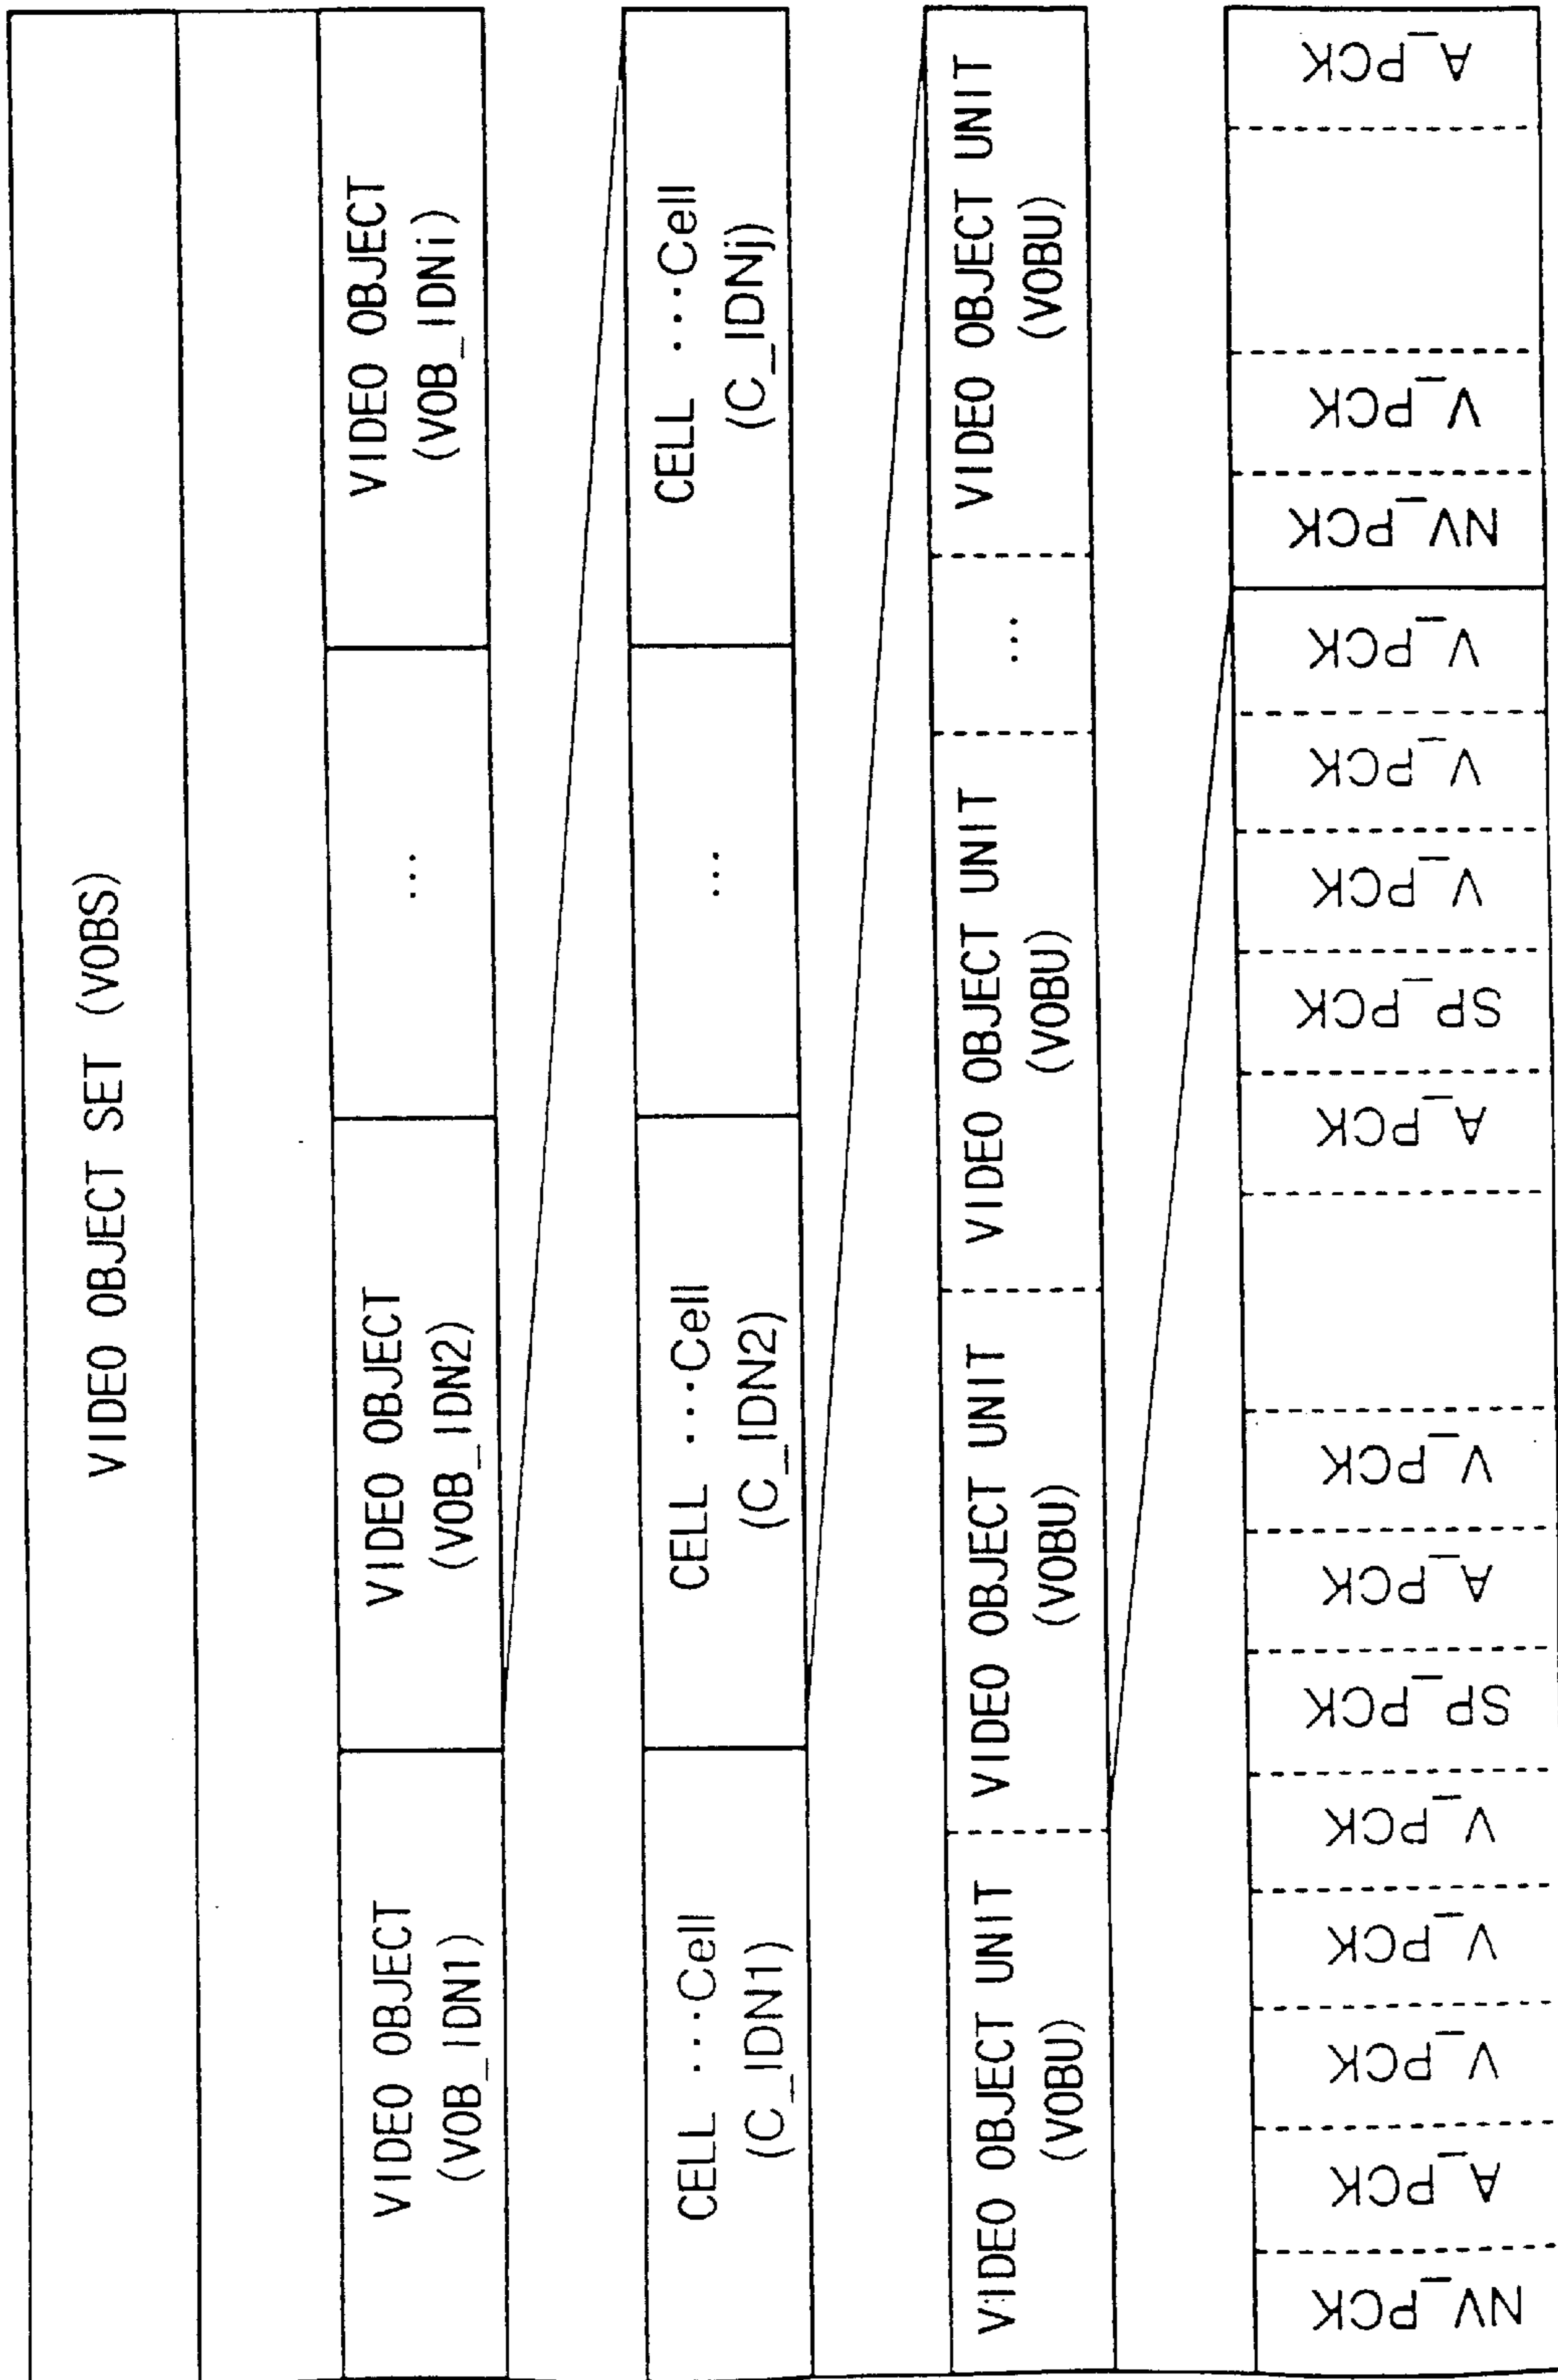 VIDEO OBJECT SET (VOBS)
VIDEO OBJECT
(VOB_IDN1)
VIDEO OBJECT
(VOB_IDN2)
...
VIDEO OBJECT
(VOB_IDNi)
CELL ...Cell
(C_IDN1)
CELL ...Cell
(C_IDN2)
...
CELL ...Cell
(C_IDNj)
VIDEO OBJECT UNIT
(VOBU)
VIDEO OBJECT UNIT
(VOBU)
VIDEO OBJECT UNIT
(VOBU)
...
VIDEO OBJECT UNIT
(VOBU)
NV_PCK
A_PCK
V_PCK
V_PCK
V_PCK
SP_PCK
A_PCK
V_PCK
A_PCK
SP_PCK
V_PCK
V_PCK
V_PCK
NV_PCK
V_PCK
A_PCK